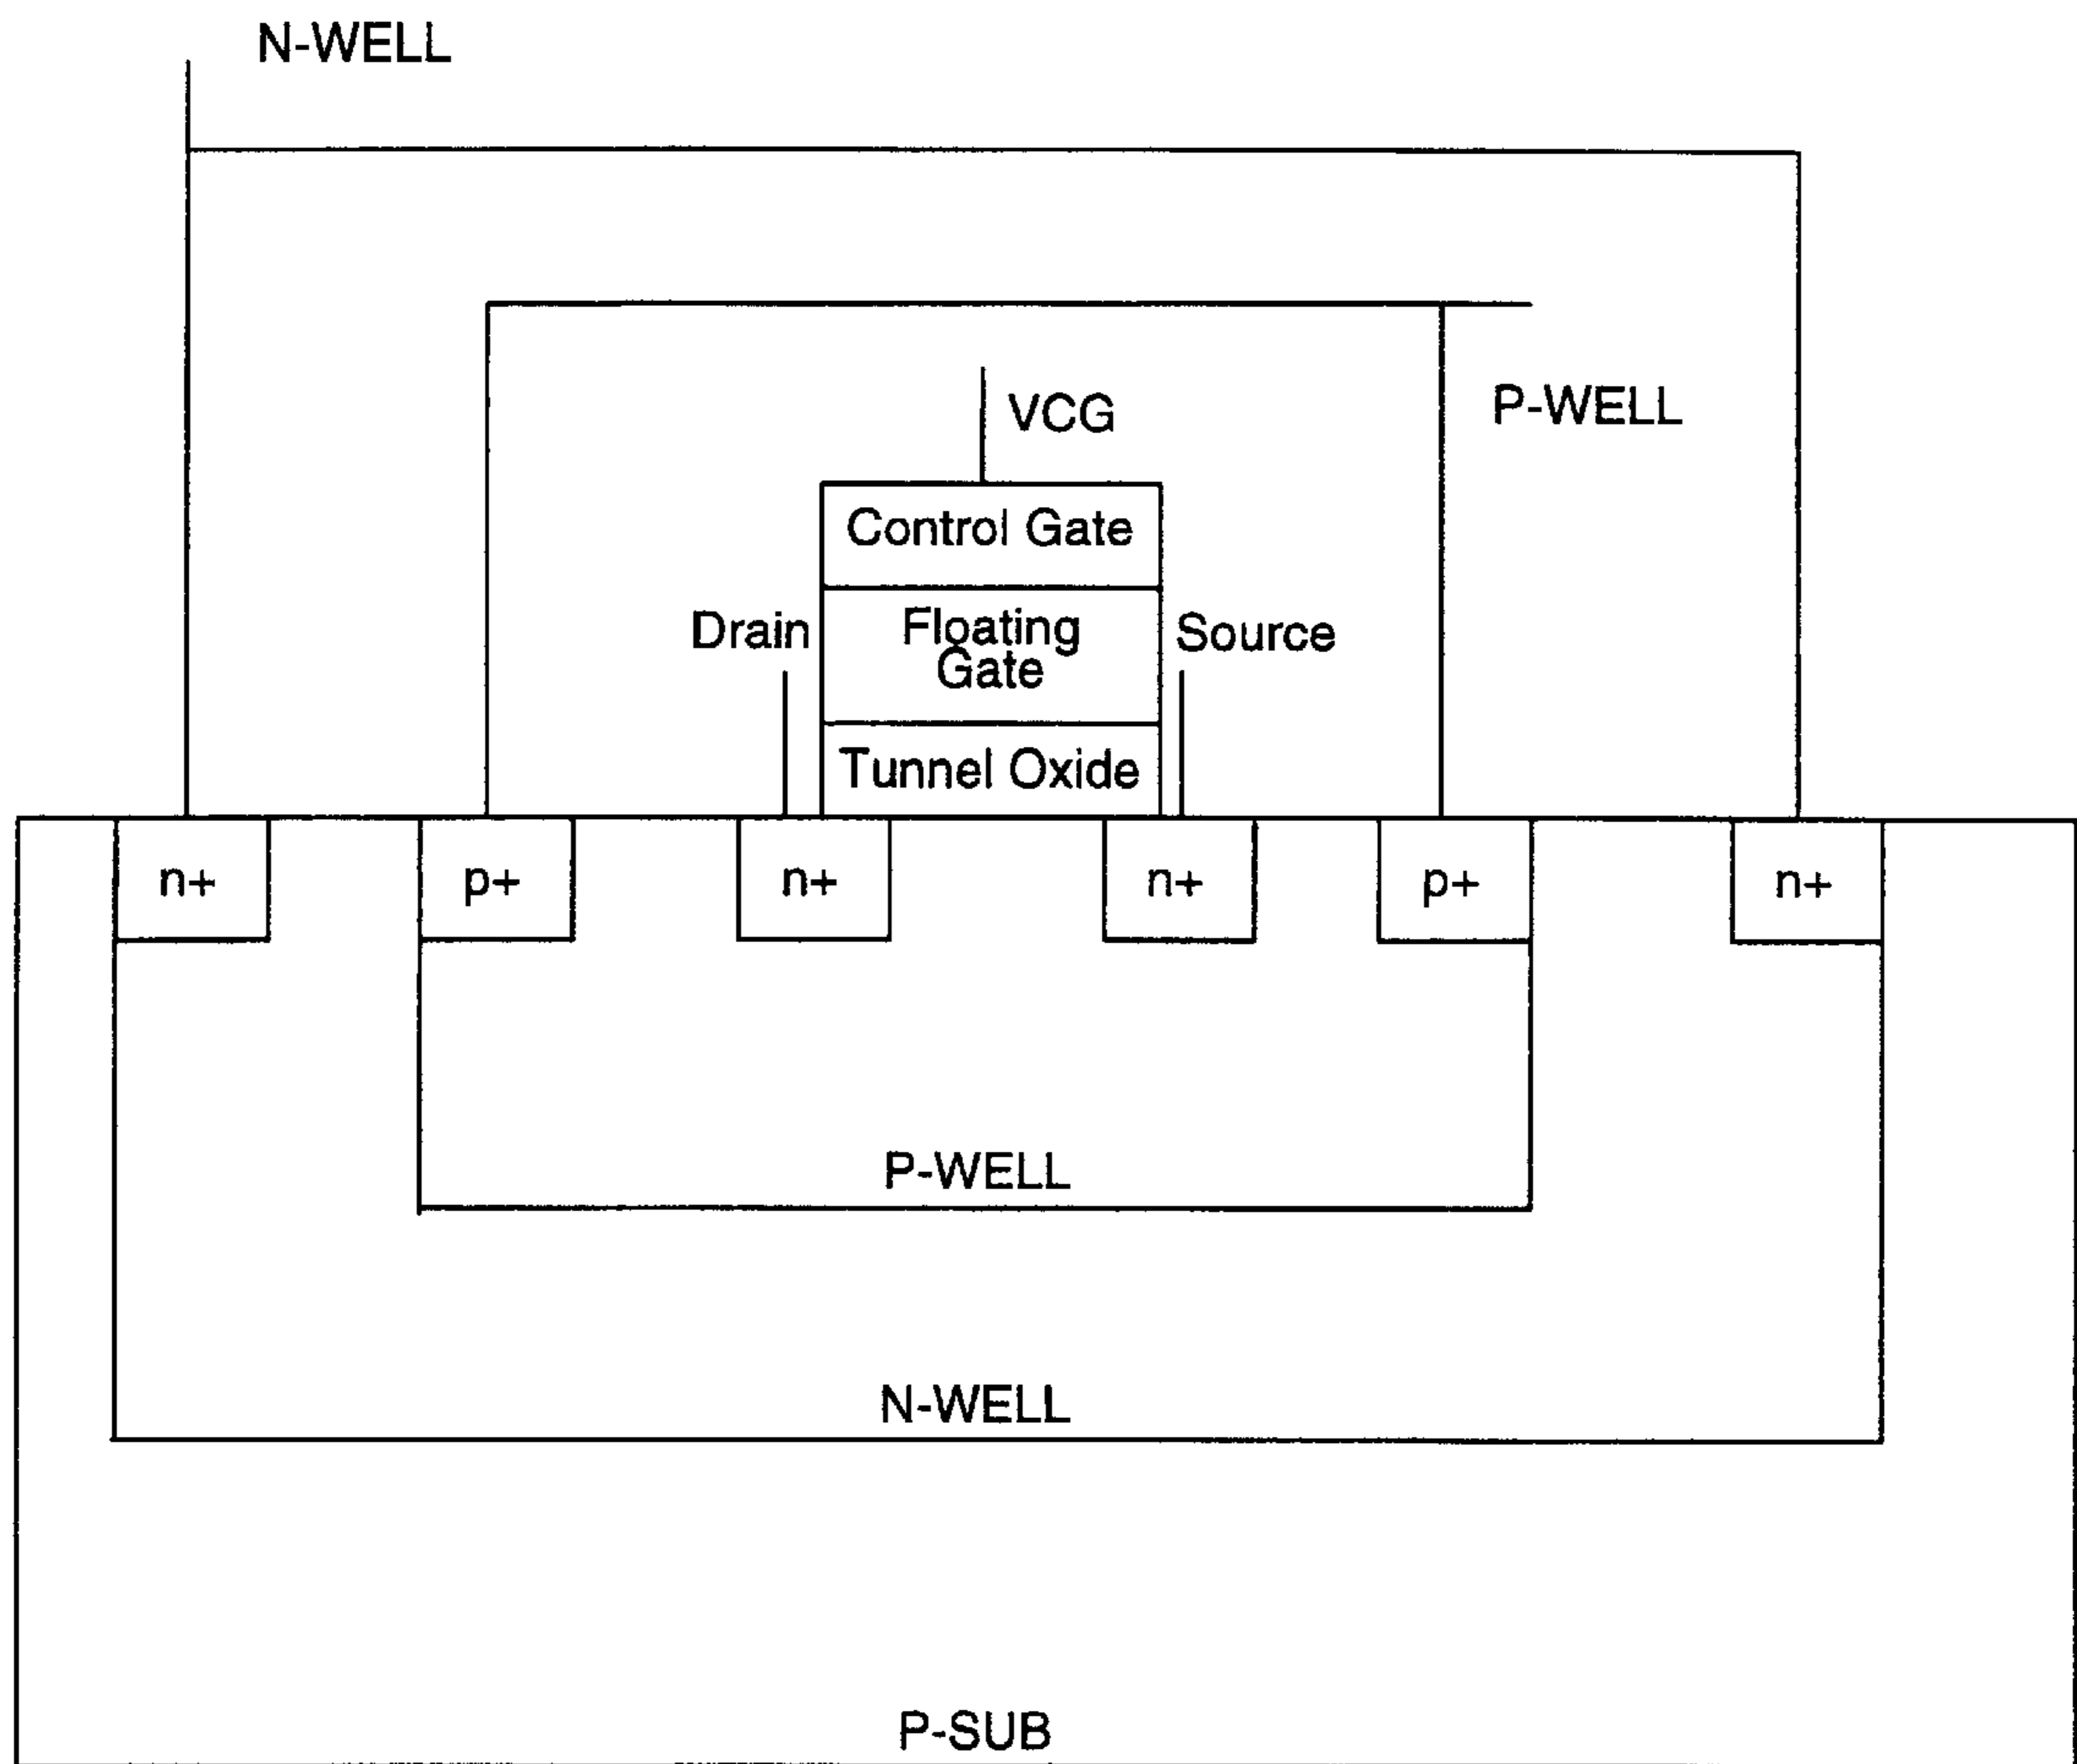 N-WELL
P-WELL
VCG
Control Gate
Drain
Floating
Gate
Source
Tunnel Oxide
n+
p+
n+
n+
p+
n+
P-WELL
N-WELL
P-SUB